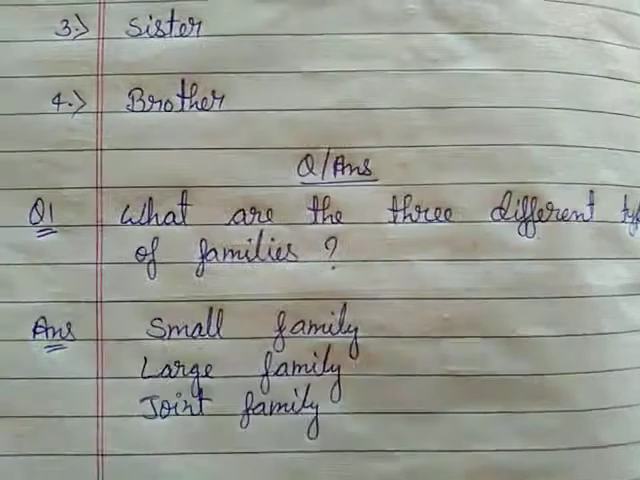 3.) Sister
4.) Brother
Q/Ans
Q1 What are the three different
of families ?
Ans Small family
Large family
Joint family